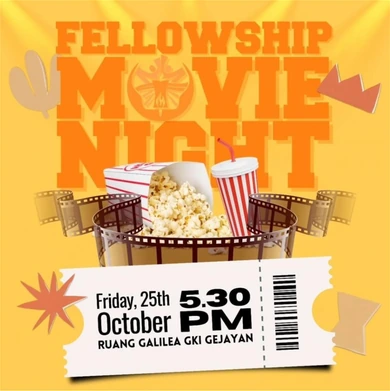 FELLOWSHIP
MOVIE
NIGHT
Friday, 25th
October
5.30
PM
RUANG GALILEA GKI GEJAYAN